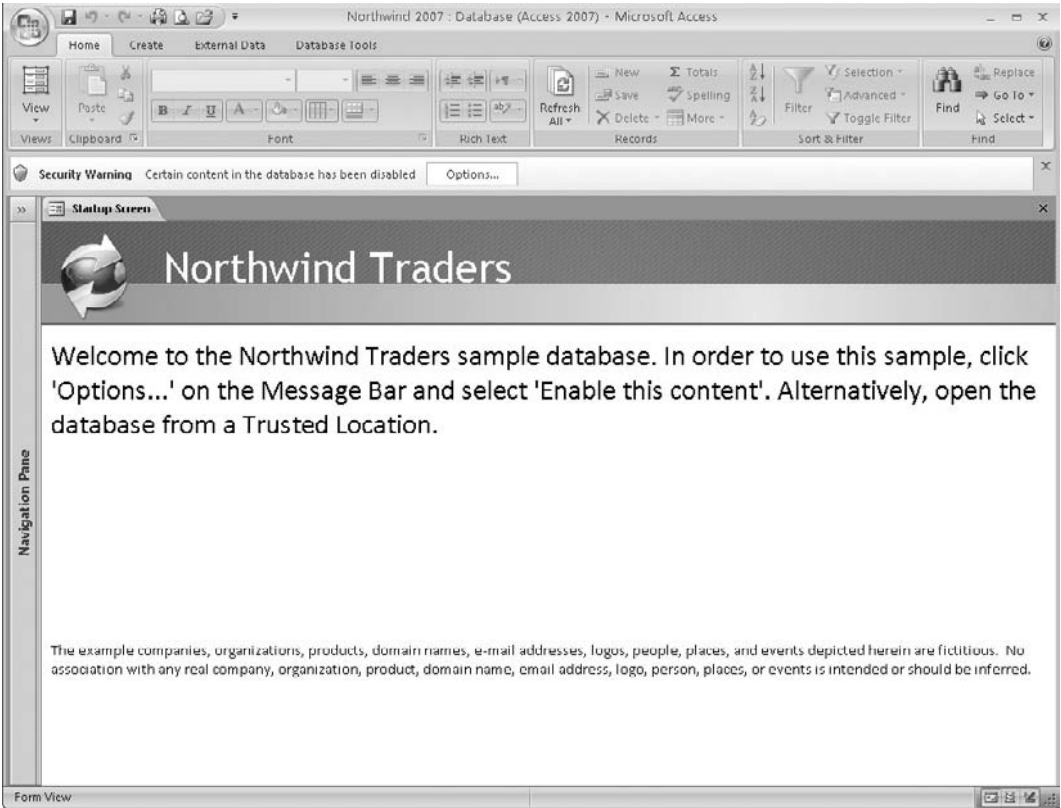 Northwind 2007 : Database (Access 2007) - Microsoft Access
Home Create External Data Database Tools
View
Views
Paste
Clipboard
B I U A
Font
ab
Rich Text
Refresh All
New
Save
Delete
Σ Totals
Spelling
More
Records
Filter
Selection
Advanced
Toggle Filter
Sort & Filter
Find
Replace
Go To
Select
Find
Security Warning Certain content in the database has been disabled Options...
» Startup Screen
Northwind Traders
Welcome to the Northwind Traders sample database. In order to use this sample, click
'Options...' on the Message Bar and select 'Enable this content'. Alternatively, open the
database from a Trusted Location.
Navigation Pane
The example companies, organizations, products, domain names, e-mail addresses, logos, people, places, and events depicted herein are fictitious. No
association with any real company, organization, product, domain name, email address, logo, person, places, or events is intended or should be inferred.
Form View